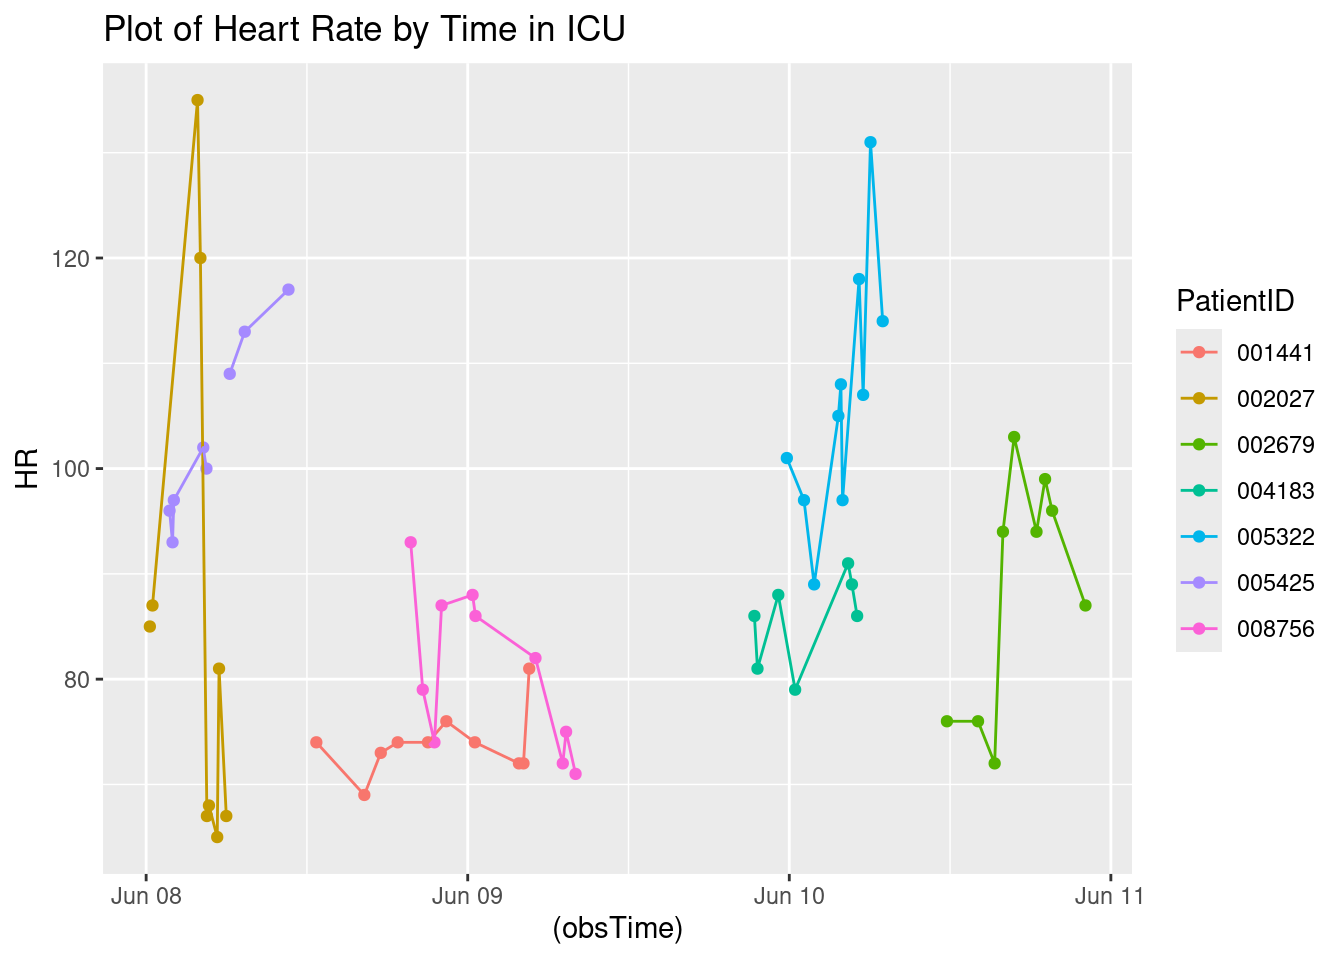 Plot of Heart Rate by Time in ICU
HR
120
100
80
Jun 08 Jun 09 Jun 10 Jun 11
(obsTime)
PatientID
001441
002027
002679
004183
005322
005425
008756